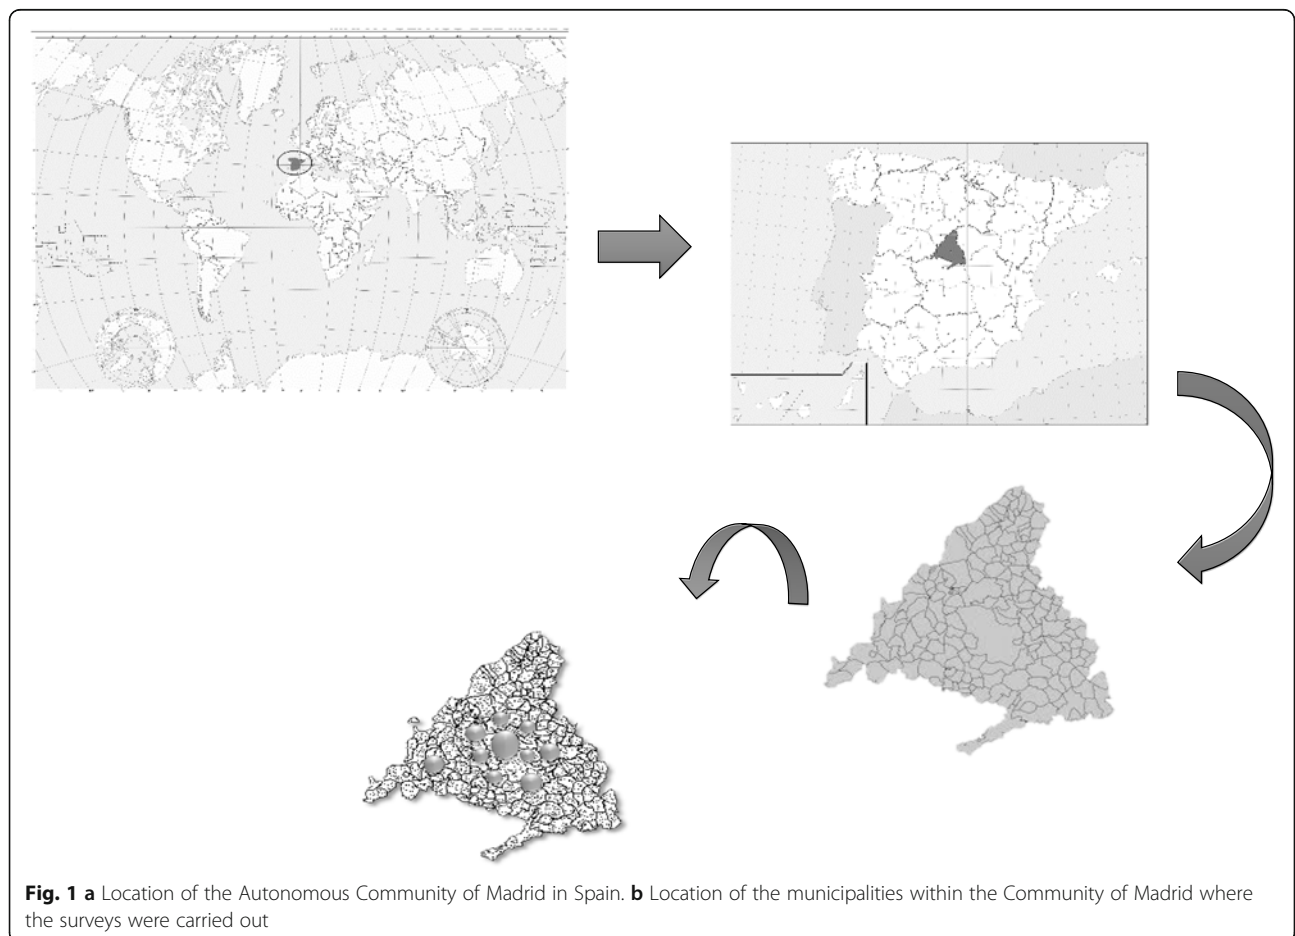 Fig. 1 a Location of the Autonomous Community of Madrid in Spain. b Location of the municipalities within the Community of Madrid where
the surveys were carried out